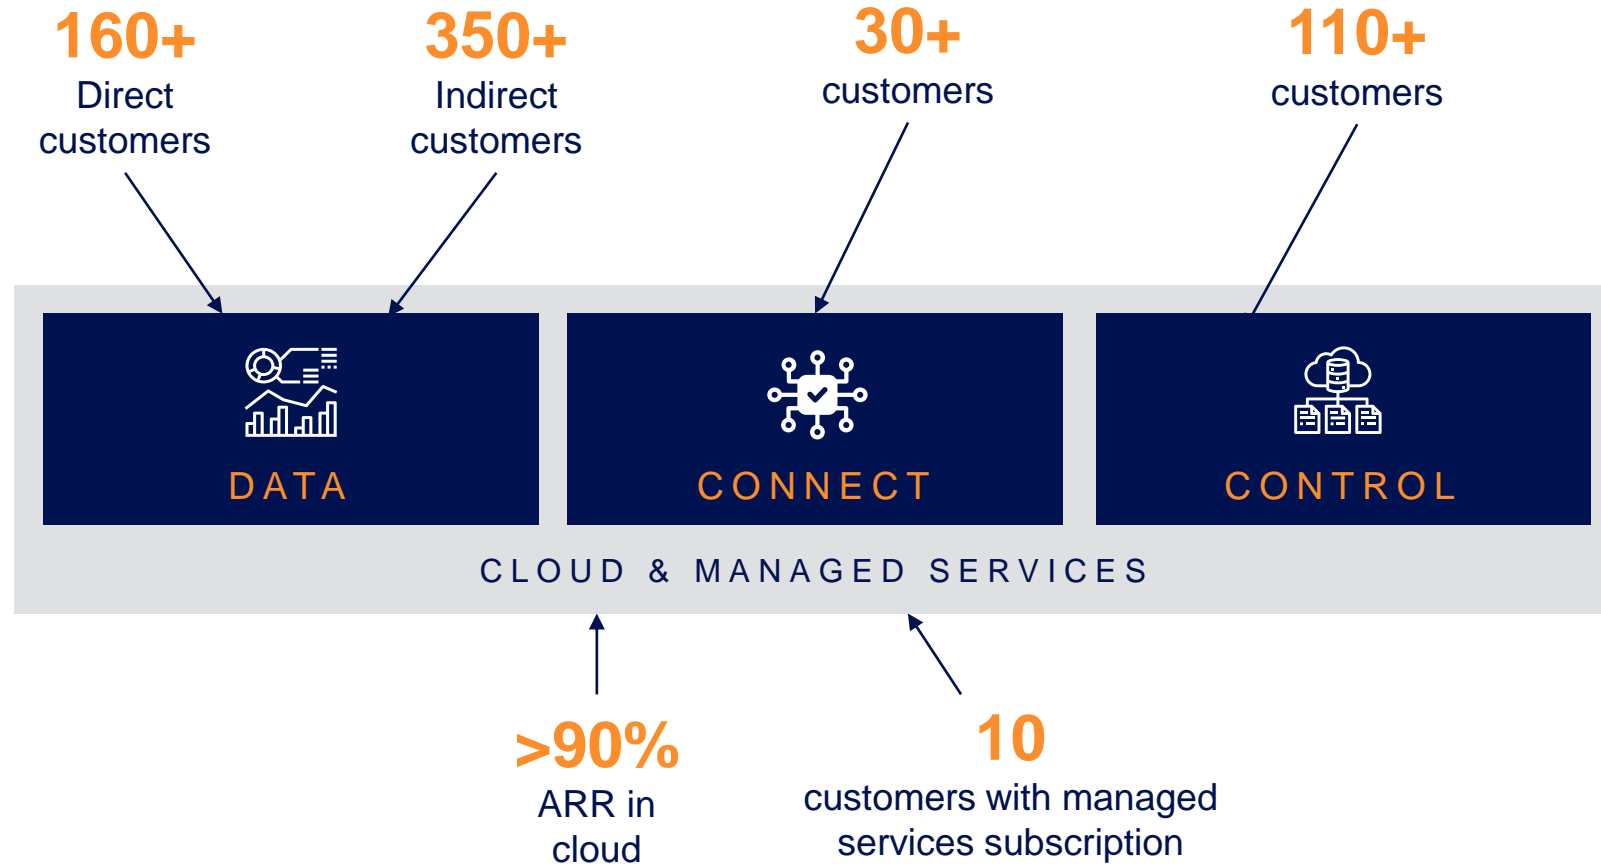 160+
Direct
customers
350+
Indirect
customers
30+
customers
110+
customers
DATA
CONNECT
CONTROL
CLOUD & MANAGED SERVICES
>90%
ARR in
cloud
10
customers with managed
services subscription